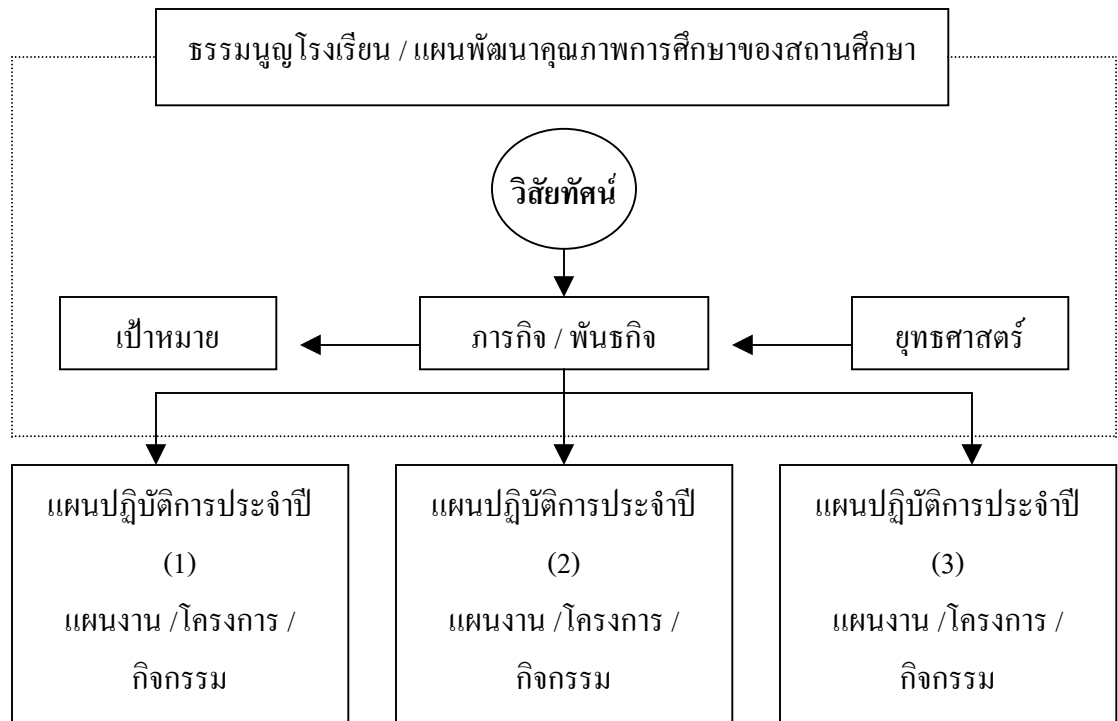 ธรรมนูญโรงเรียน / แผนพัฒนาคุณภาพการศึกษาของสถานศึกษา
วิสัยทัศน์
เป้าหมาย
ภารกิจ / พันธกิจ
ยุทธศาสตร์
แผนปฏิบัติการประจำปี
(1)
แผนงาน /โครงการ /
กิจกรรม
แผนปฏิบัติการประจำปี
(2)
แผนงาน /โครงการ /
กิจกรรม
แผนปฏิบัติการประจำปี
(3)
แผนงาน /โครงการ /
กิจกรรม